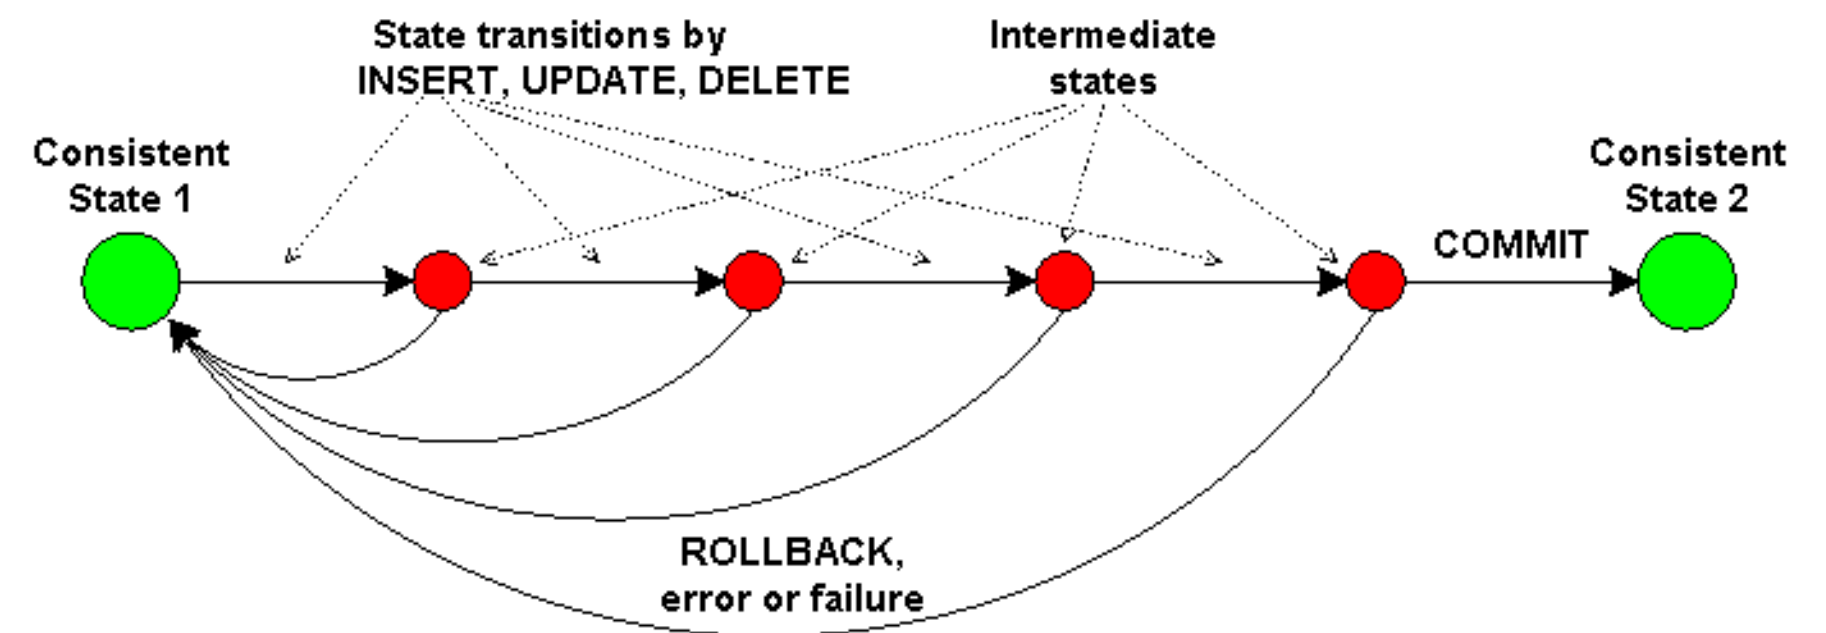 State transitions by
INSERT, UPDATE, DELETE
Intermediate
states
Consistent
State 1
Consistent
State 2
COMMIT
ROLLBACK,
error or failure